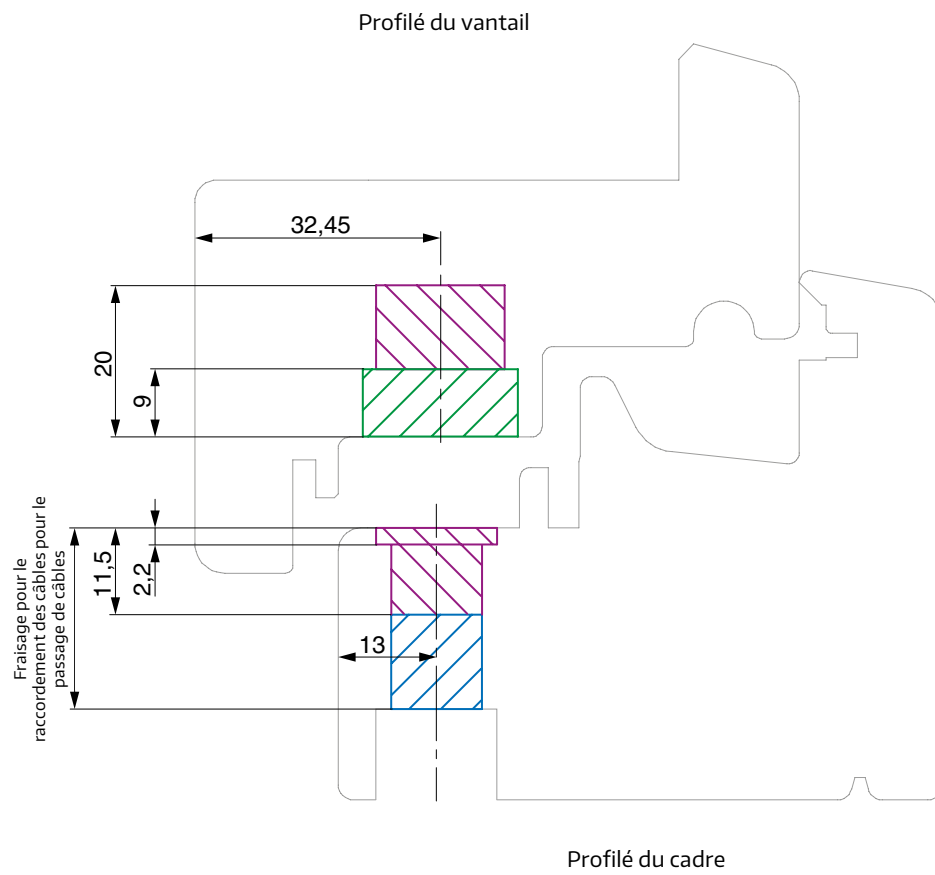 Profilé du vantail
32,45
20
9
Fraisage pour le
raccordement des câbles pour le
passage de câbles
11,5
2,2
13
Profilé du cadre